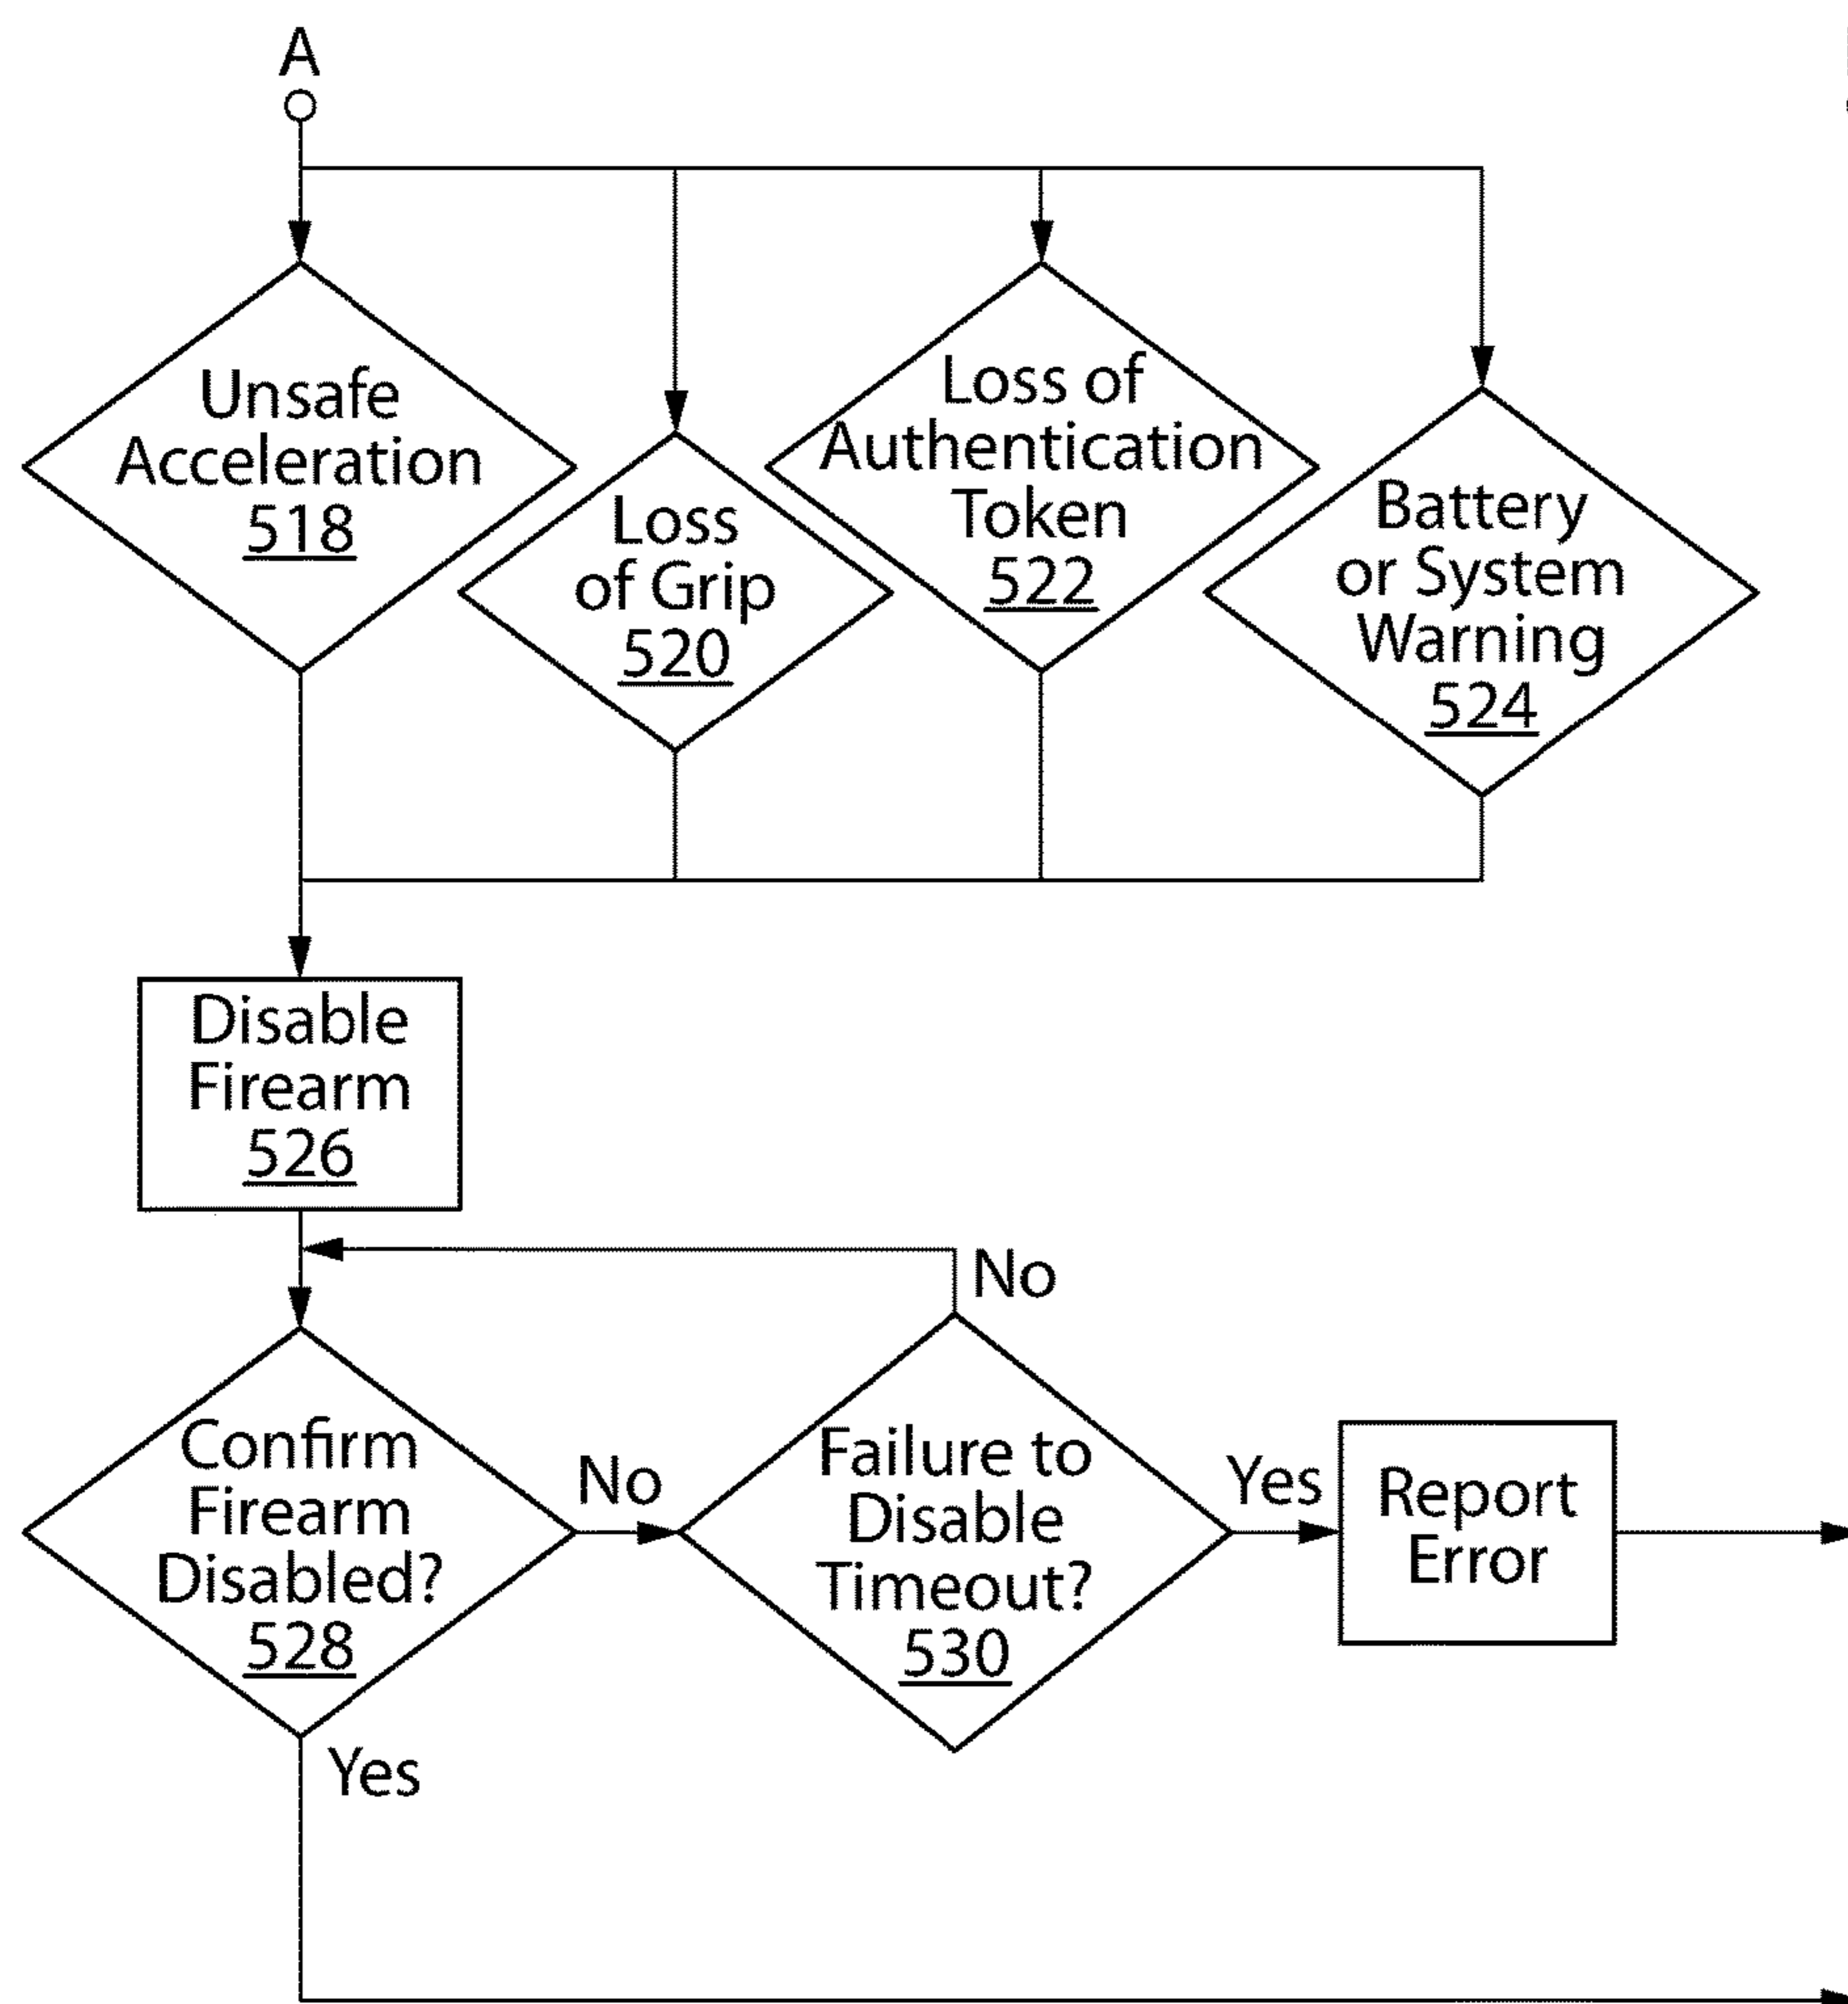 A
Unsafe
Acceleration
518
Loss
of Grip
520
Loss of
Authentication
Token
522
Battery
or System
Warning
524
Disable
Firearm
526
No
Confirm
Firearm
Disabled?
528
No
Failure to
Disable
Timeout?
530
Yes
Report
Error
Yes